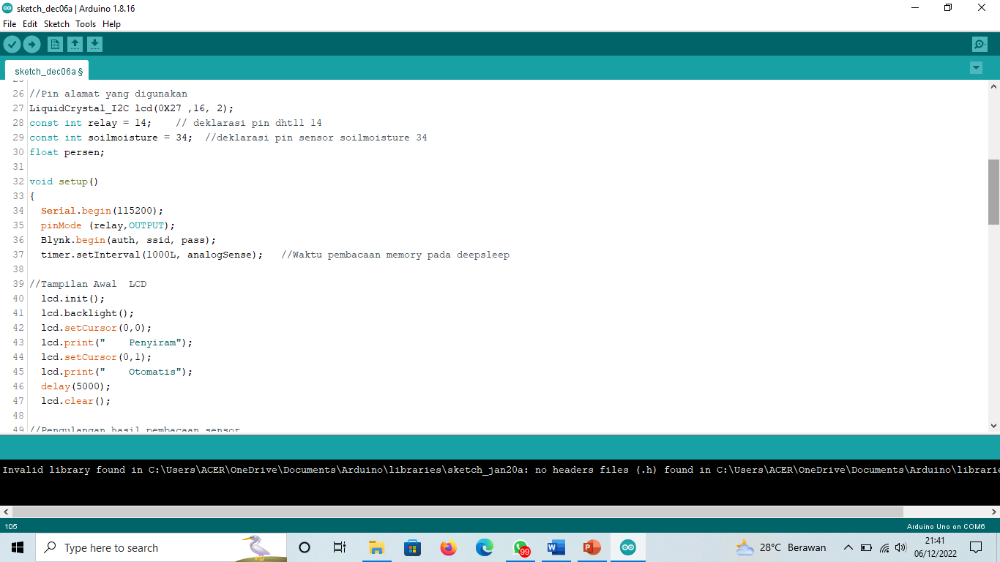 sketch_dec06a | Arduino 1.8.16
File Edit Sketch Tools Help
sketch_dec06a §
26 //Pin alamat yang digunakan
27 LiquidCrystal_I2C lcd(0X27 ,16, 2);
28 const int relay = 14;    // deklarasi pin dht11 14
29 const int soilmoisture = 34;  //deklarasi pin sensor soilmoisture 34
30 float persen;
31
32 void setup()
33 {
34   Serial.begin(115200);
35   pinMode (relay,OUTPUT);
36   Blynk.begin(auth, ssid, pass);
37   timer.setInterval(1000L, analogSense);   //Waktu pembacaan memory pada deepsleep
38
39 //Tampilan Awal  LCD
40   lcd.init();
41   lcd.backlight();
42   lcd.setCursor(0,0);
43   lcd.print("    Penyiram");
44   lcd.setCursor(0,1);
45   lcd.print("    Otomatis");
46   delay(5000);
47   lcd.clear();
48
49 //Pengulangan hasil pembacaan sensor
Invalid library found in C:\Users\ACER\OneDrive\Documents\Arduino\libraries\sketch_jan20a: no headers files (.h) found in C:\Users\ACER\OneDrive\Documents\Arduino\librarie
105
Arduino Uno on COM6
Type here to search
99
28°C Berawan
21:41
06/12/2022